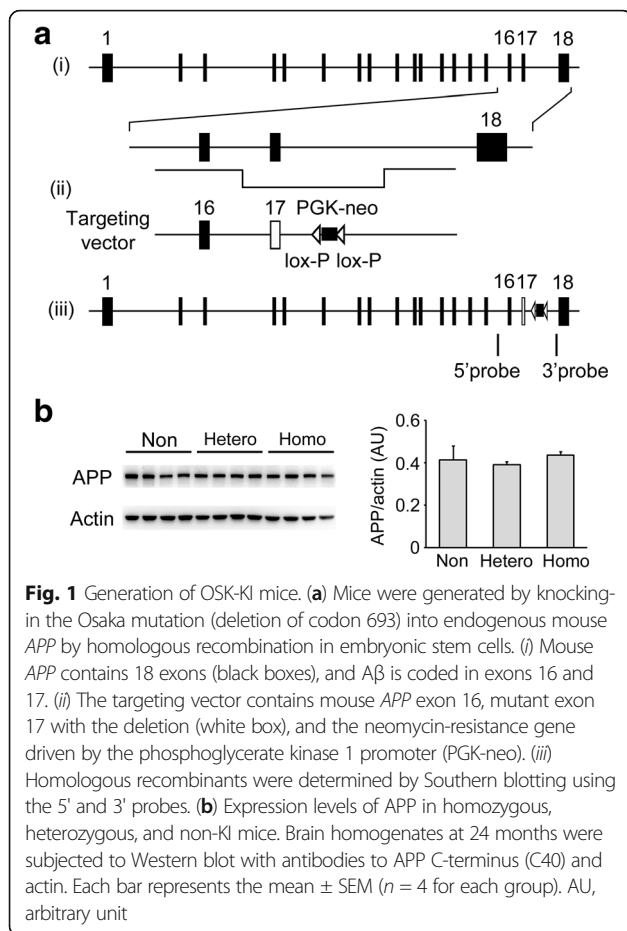 a
1
16 17 18
(i)
18
(ii)
16 17 PGK-neo
Targeting
vector
lox-P lox-P
1
16 17 18
(iii)
5'probe 3'probe
b
Non Hetero Homo
APP
Actin
APP/actin (AU)
0.6
0.4
0.2
0
Non Hetero Homo
Fig. 1 Generation of OSK-KI mice. (a) Mice were generated by knocking-
in the Osaka mutation (deletion of codon 693) into endogenous mouse
APP by homologous recombination in embryonic stem cells. (i) Mouse
APP contains 18 exons (black boxes), and Aβ is coded in exons 16 and
17. (ii) The targeting vector contains mouse APP exon 16, mutant exon
17 with the deletion (white box), and the neomycin-resistance gene
driven by the phosphoglycerate kinase 1 promoter (PGK-neo). (iii)
Homologous recombinants were determined by Southern blotting using
the 5' and 3' probes. (b) Expression levels of APP in homozygous,
heterozygous, and non-KI mice. Brain homogenates at 24 months were
subjected to Western blot with antibodies to APP C-terminus (C40) and
actin. Each bar represents the mean ± SEM (n = 4 for each group). AU,
arbitrary unit